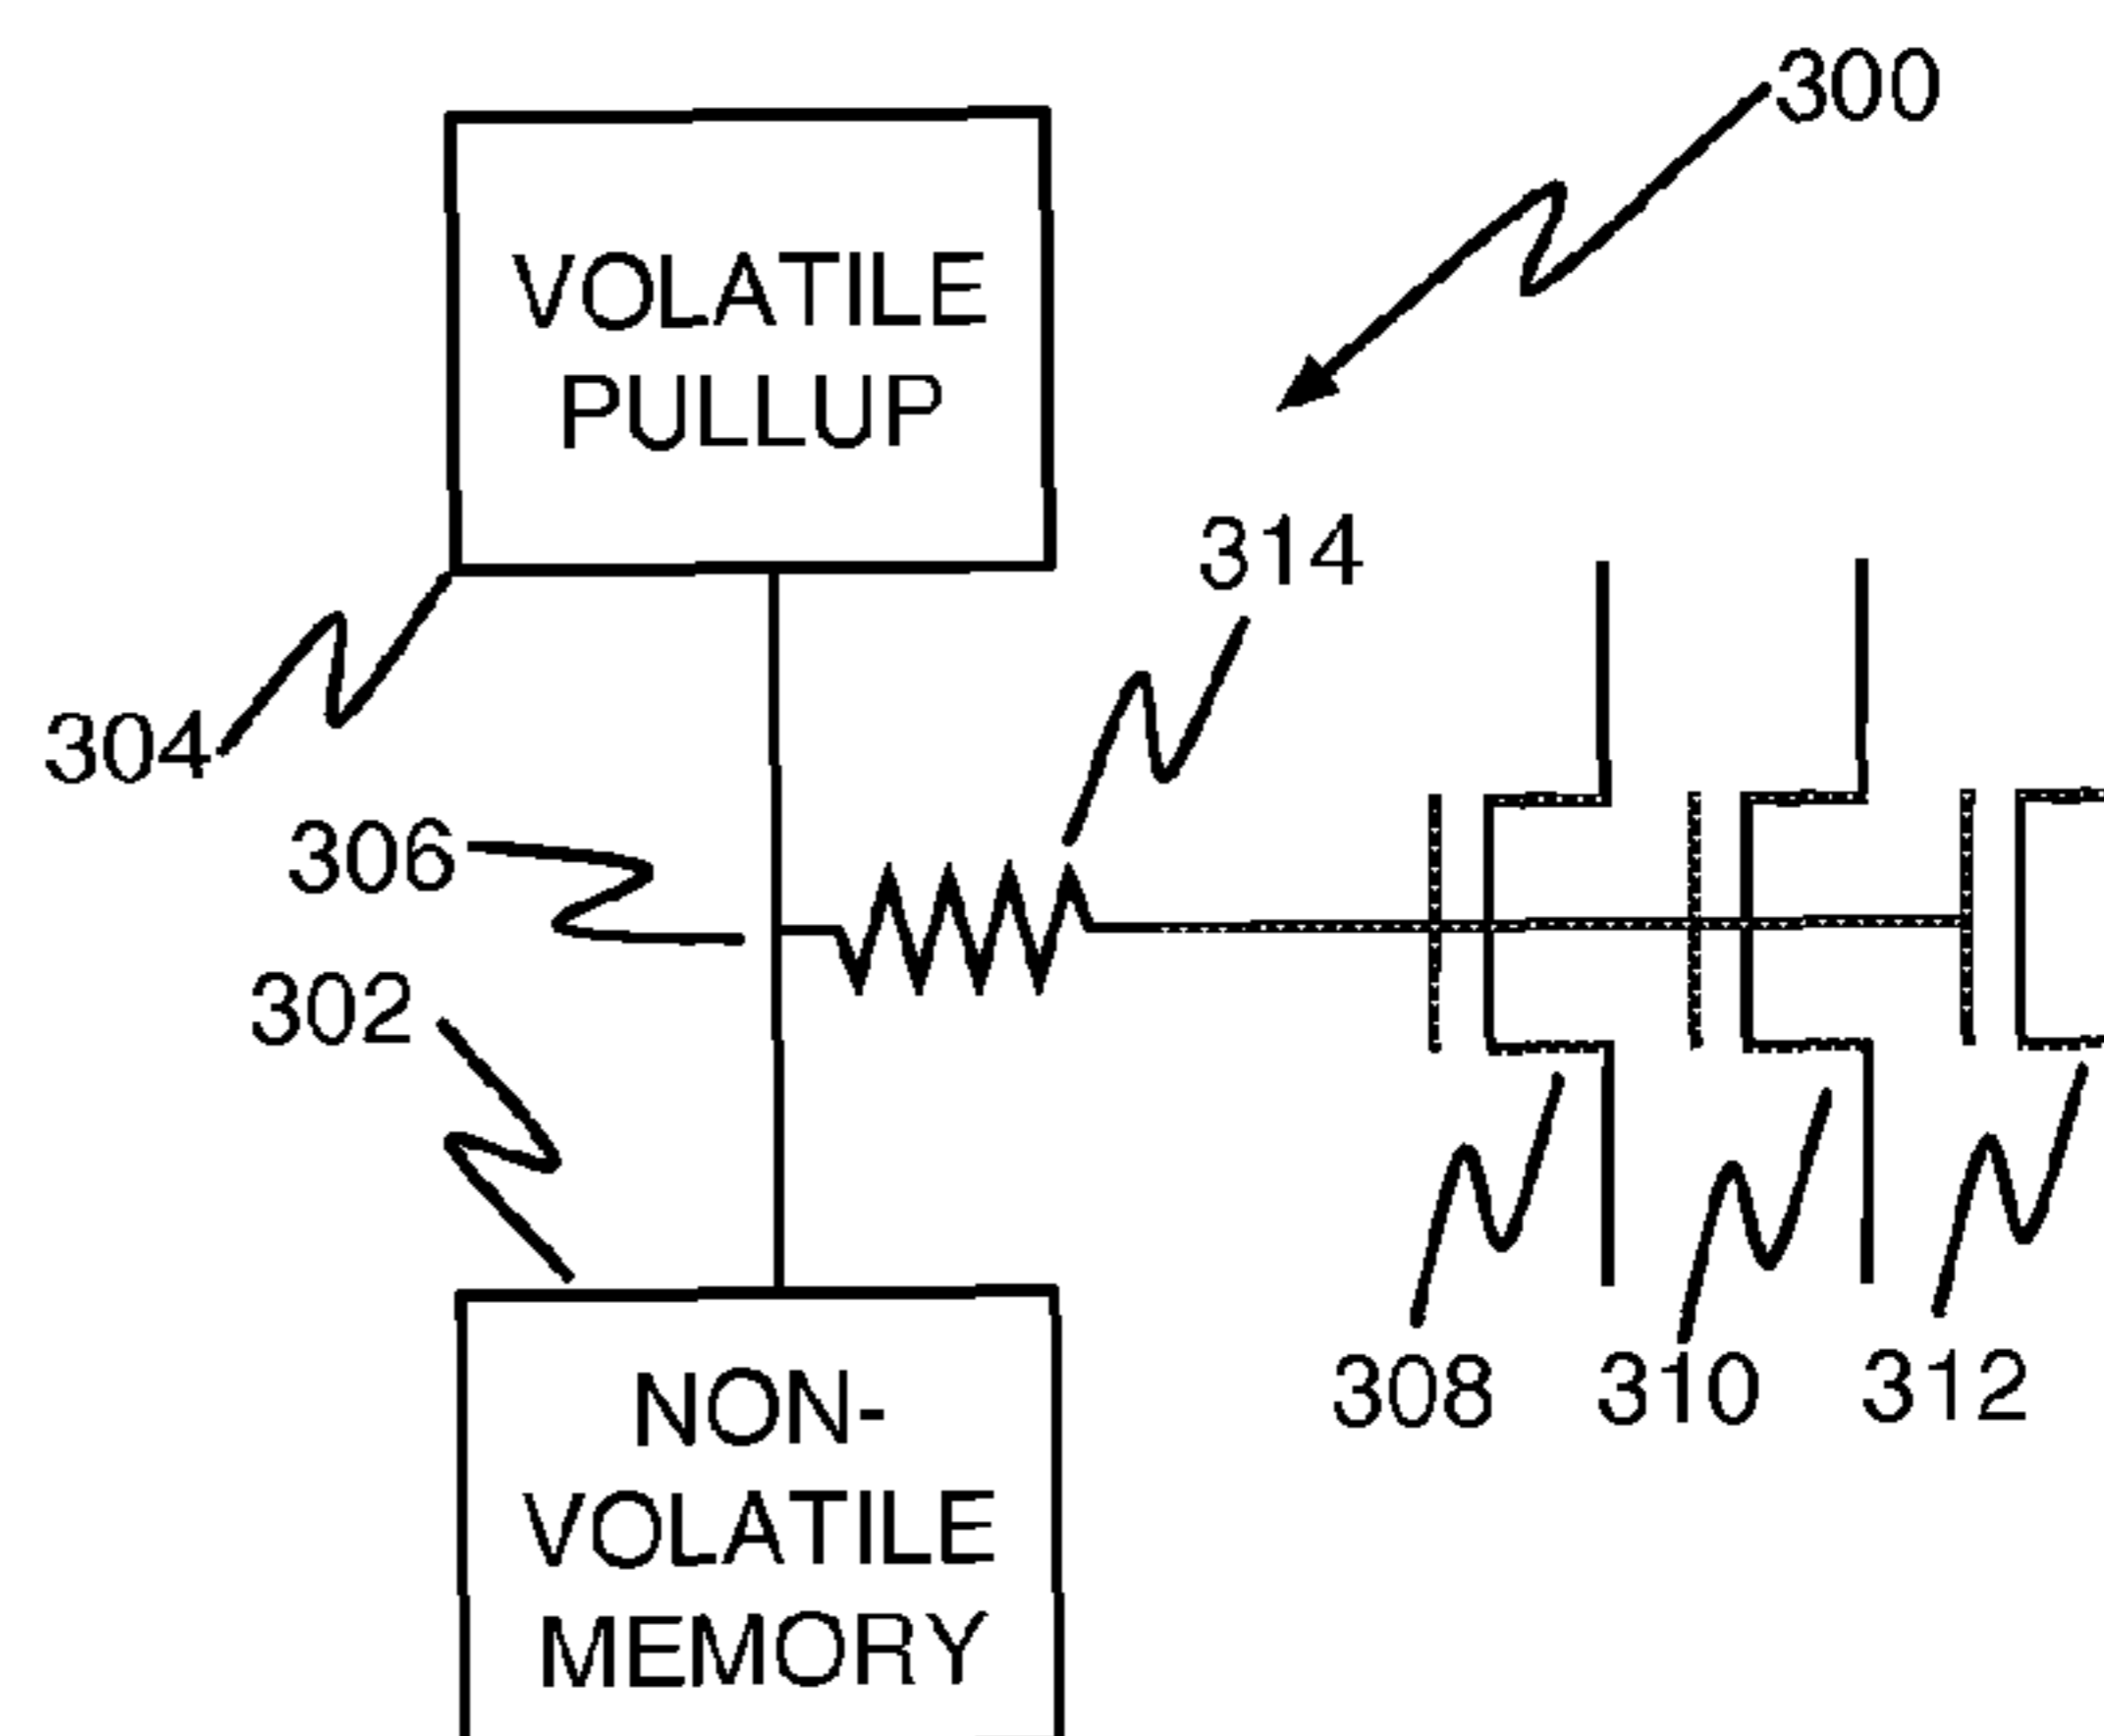 300
VOLATILE
PULLUP
314
304
306
302
308 310 312
NON-
VOLATILE
MEMORY